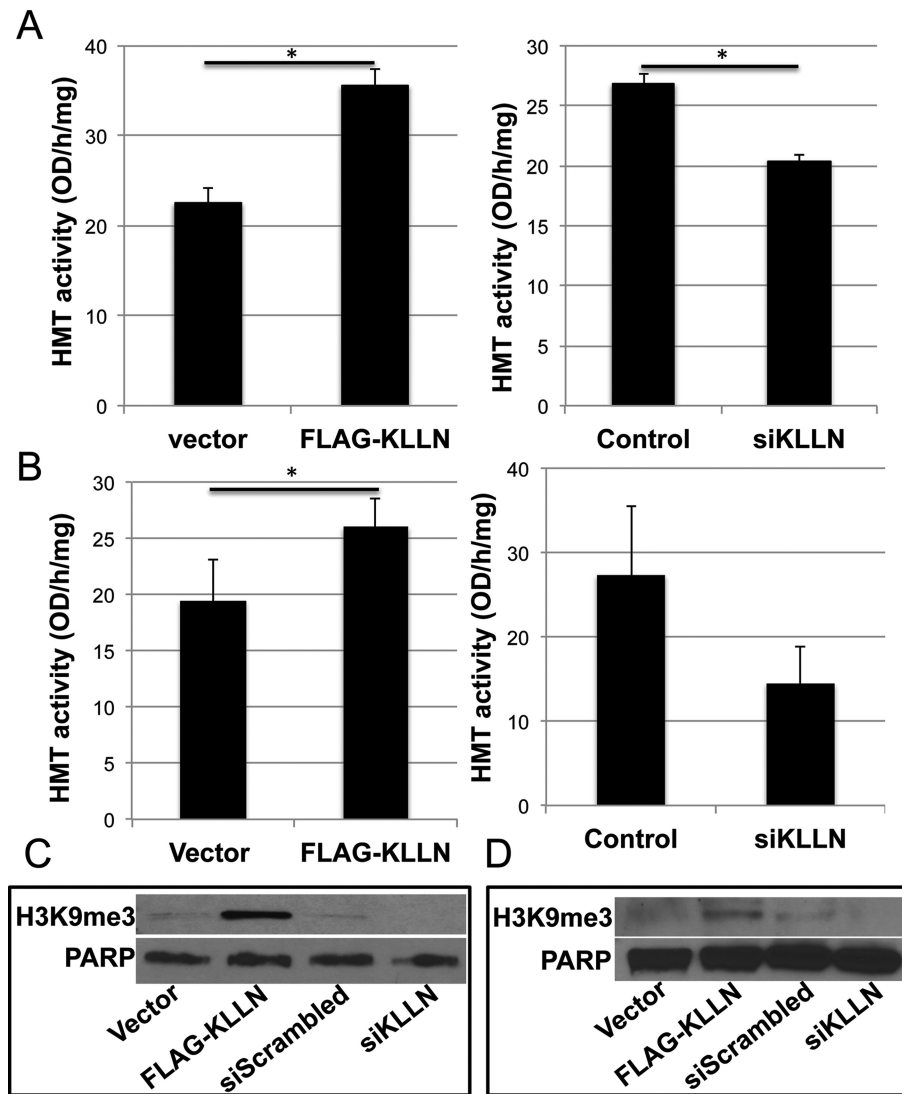 A
HMT activity (OD/h/mg)
40
30
20
10
0
*
vector
FLAG-KLLN
HMT activity (OD/h/mg)
30
25
20
15
10
5
0
*
Control
siKLLN
B
HMT activity (OD/h/mg)
30
25
20
15
10
5
0
*
Vector
FLAG-KLLN
HMT activity (OD/h/mg)
40
30
20
10
0
Control
siKLLN
C
H3K9me3
PARP
Vector
FLAG-KLLN
siScrambled
siKLLN
D
H3K9me3
PARP
Vector
FLAG-KLLN
siScrambled
siKLLN